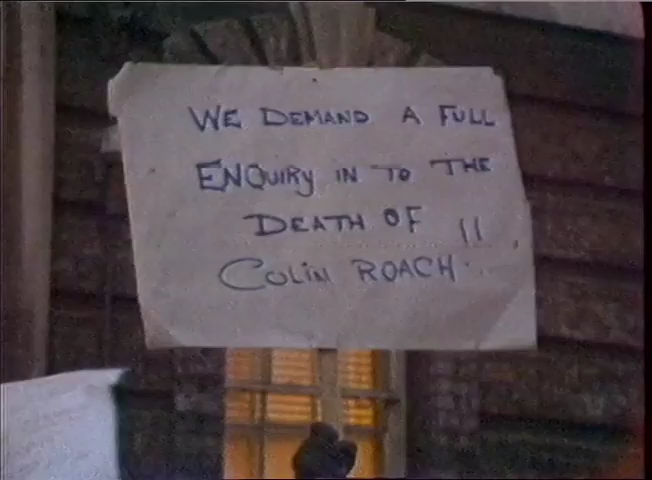 WE DEMAND A FULL
ENQUIRY IN TO THE
DEATH OF
COLIN ROACH